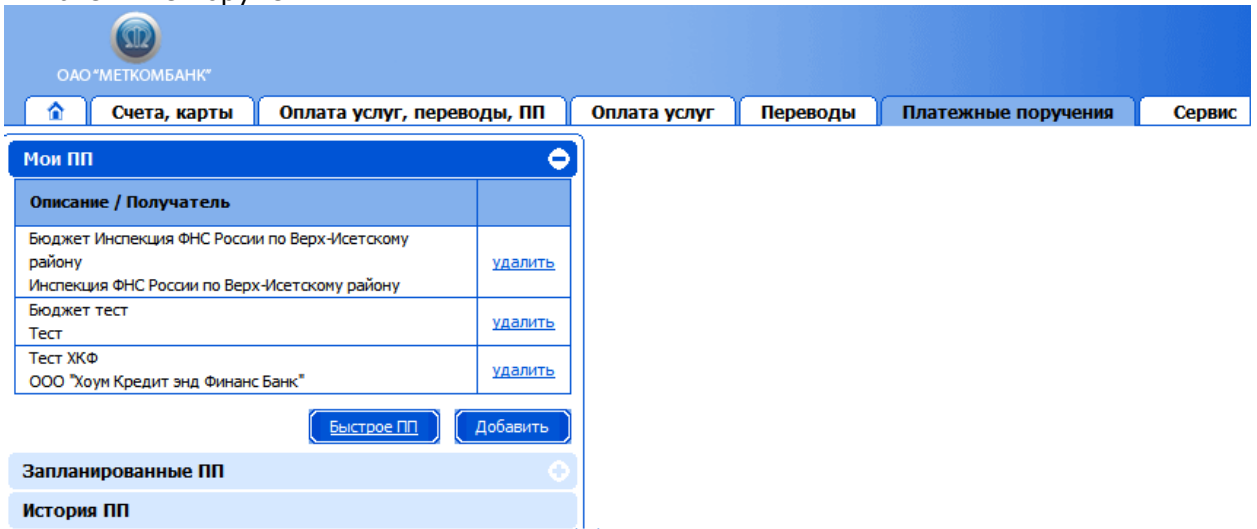 ОАО "МЕТКОМБАНК"
Счета, карты Оплата услуг, переводы, ПП Оплата услуг Переводы Платежные поручения Сервис
Мои ПП
Описание / Получатель
Бюджет Инспекция ФНС России по Верх-Исетскому
району
Инспекция ФНС России по Верх-Исетскому району
удалить
Бюджет тест
Тест
удалить
Тест ХКФ
ООО "Хоум Кредит энд Финанс Банк"
удалить
Быстрое ПП Добавить
Запланированные ПП
История ПП